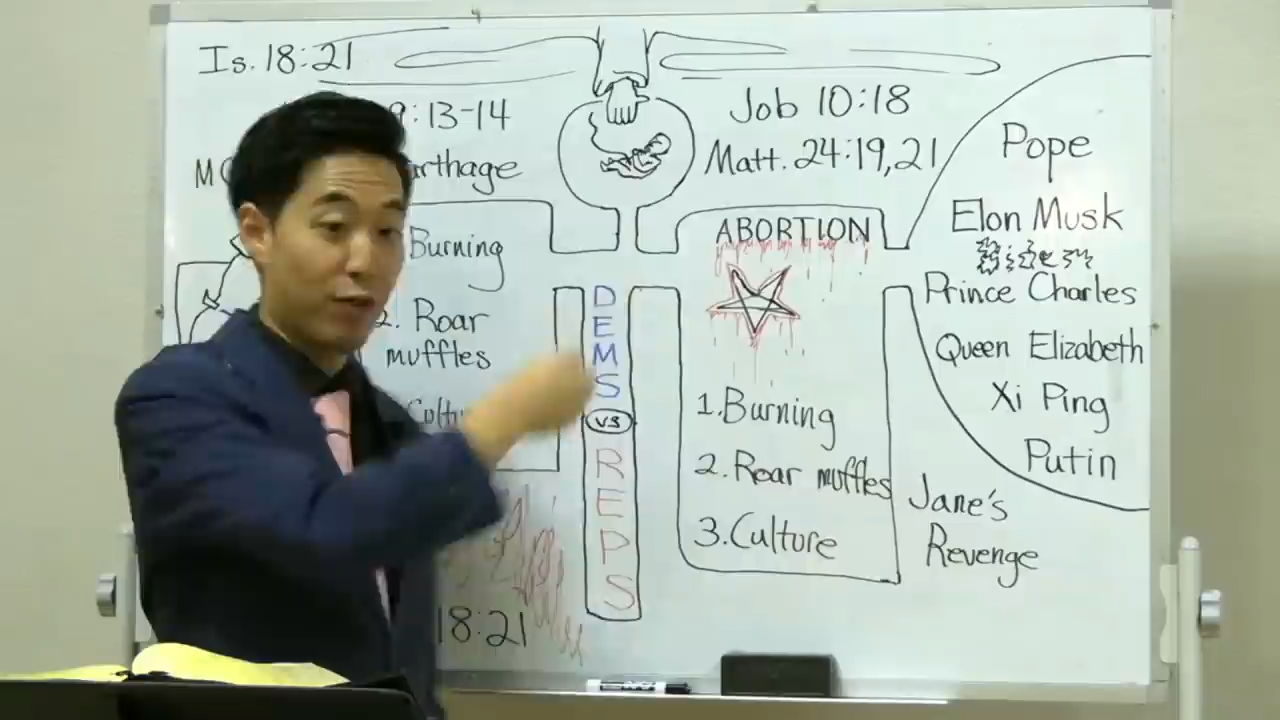 Is. 18:21
9:13-14
Job 10:18
Matt. 24:19,21
Burning
2. Roar
muffles
DEMS
VS
REPS
18:21
ABORTION
1.Burning
2.Roar muffles
3.Culture
Pope
Elon Musk
Prince Charles
Queen Elizabeth
Xi Ping
Putin
Jane's
Revenge